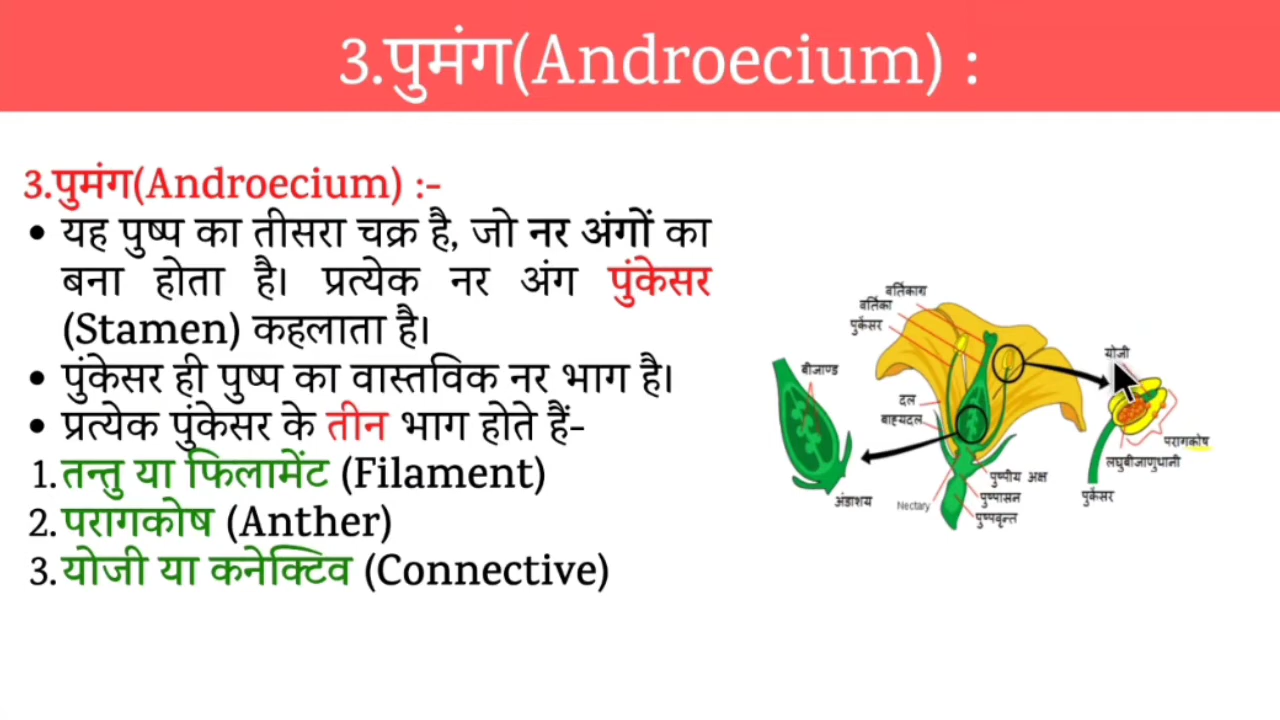 3.पुमंग(Androecium) :
3.पुमंग(Androecium) :-
• यह पुष्प का तीसरा चक्र है, जो नर अंगों का
बना होता है। प्रत्येक नर अंग पुंकेसर
(Stamen) कहलाता है।
• पुंकेसर ही पुष्प का वास्तविक नर भाग है।
• प्रत्येक पुंकेसर के तीन भाग होते हैं-
1. तन्तु या फिलामेंट (Filament)
2. परागकोष (Anther)
3. योजी या कनेक्टिव (Connective)
बर्तिकाग्र
बर्तिका
पुकेंसर
बीजाण्ड
दल
बाह्यदल
अंडाशय
Nectary
पुष्पीय अक्ष
पुष्पासन
पुष्पवृन्त
योजी
परागकोष
लघुबीजाणुधानी
पुकेंसर